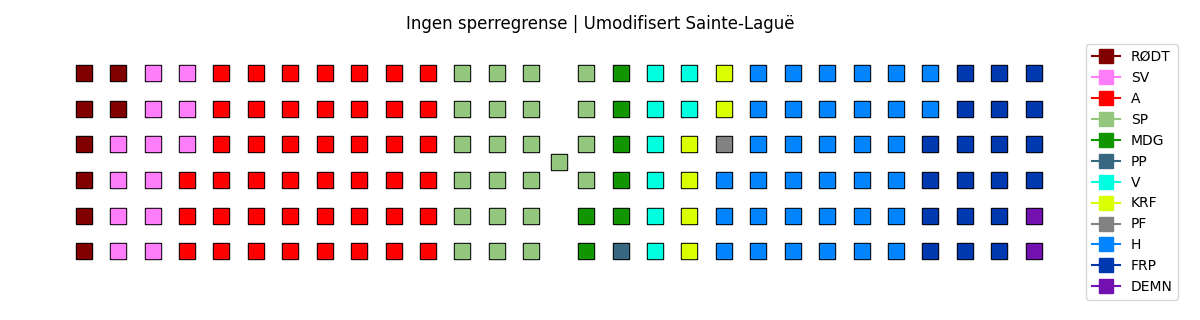 Ingen sperregrense | Umodifisert Sainte-Laguë
RØDT
SV
A
SP
MDG
PP
V
KRF
PF
H
FRP
DEMN